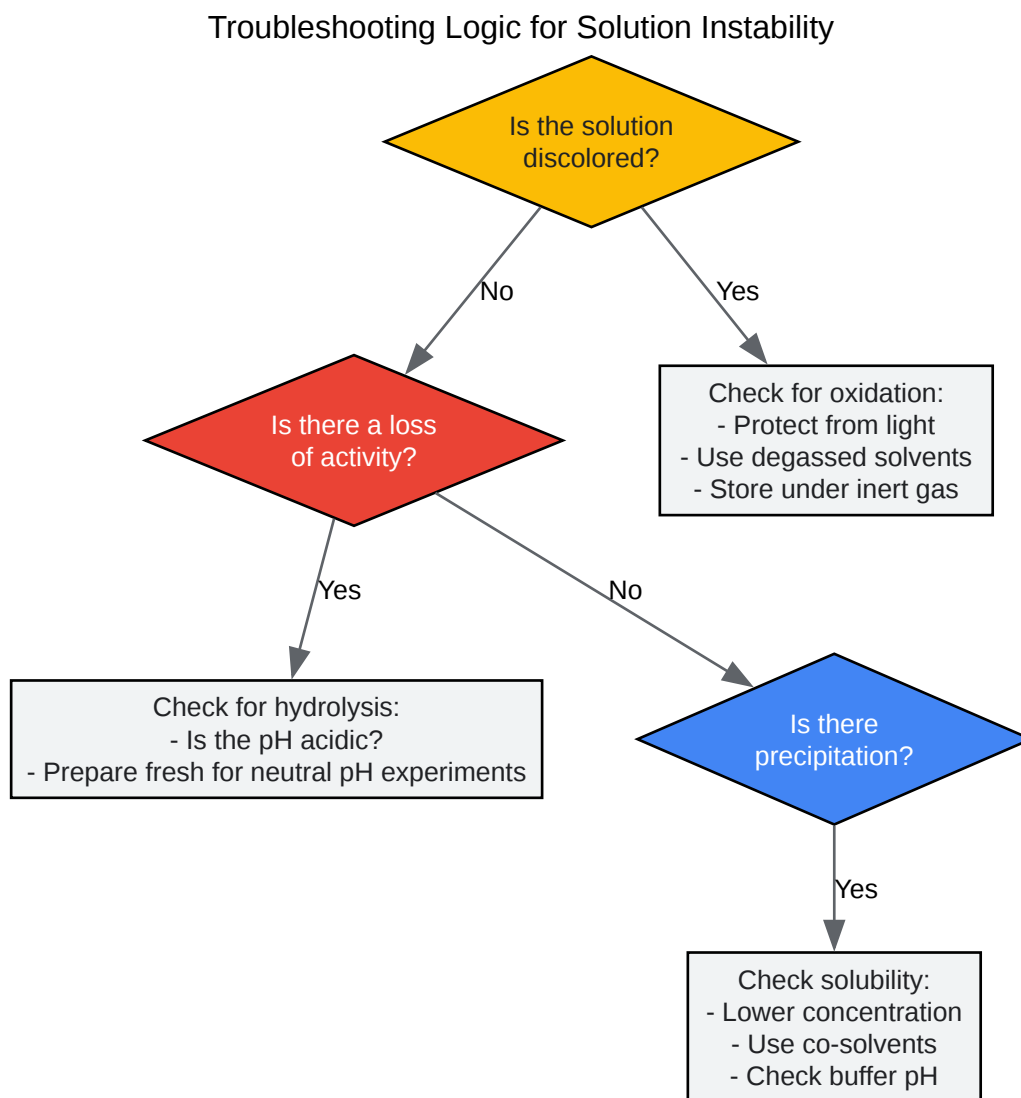 Troubleshooting Logic for Solution Instability
Is the solution
discolored?
No
Yes
Is there a loss
of activity?
Check for oxidation:
- Protect from light
- Use degassed solvents
- Store under inert gas
Yes
No
Check for hydrolysis:
- Is the pH acidic?
- Prepare fresh for neutral pH experiments
Is there
precipitation?
Yes
Check solubility:
- Lower concentration
- Use co-solvents
- Check buffer pH